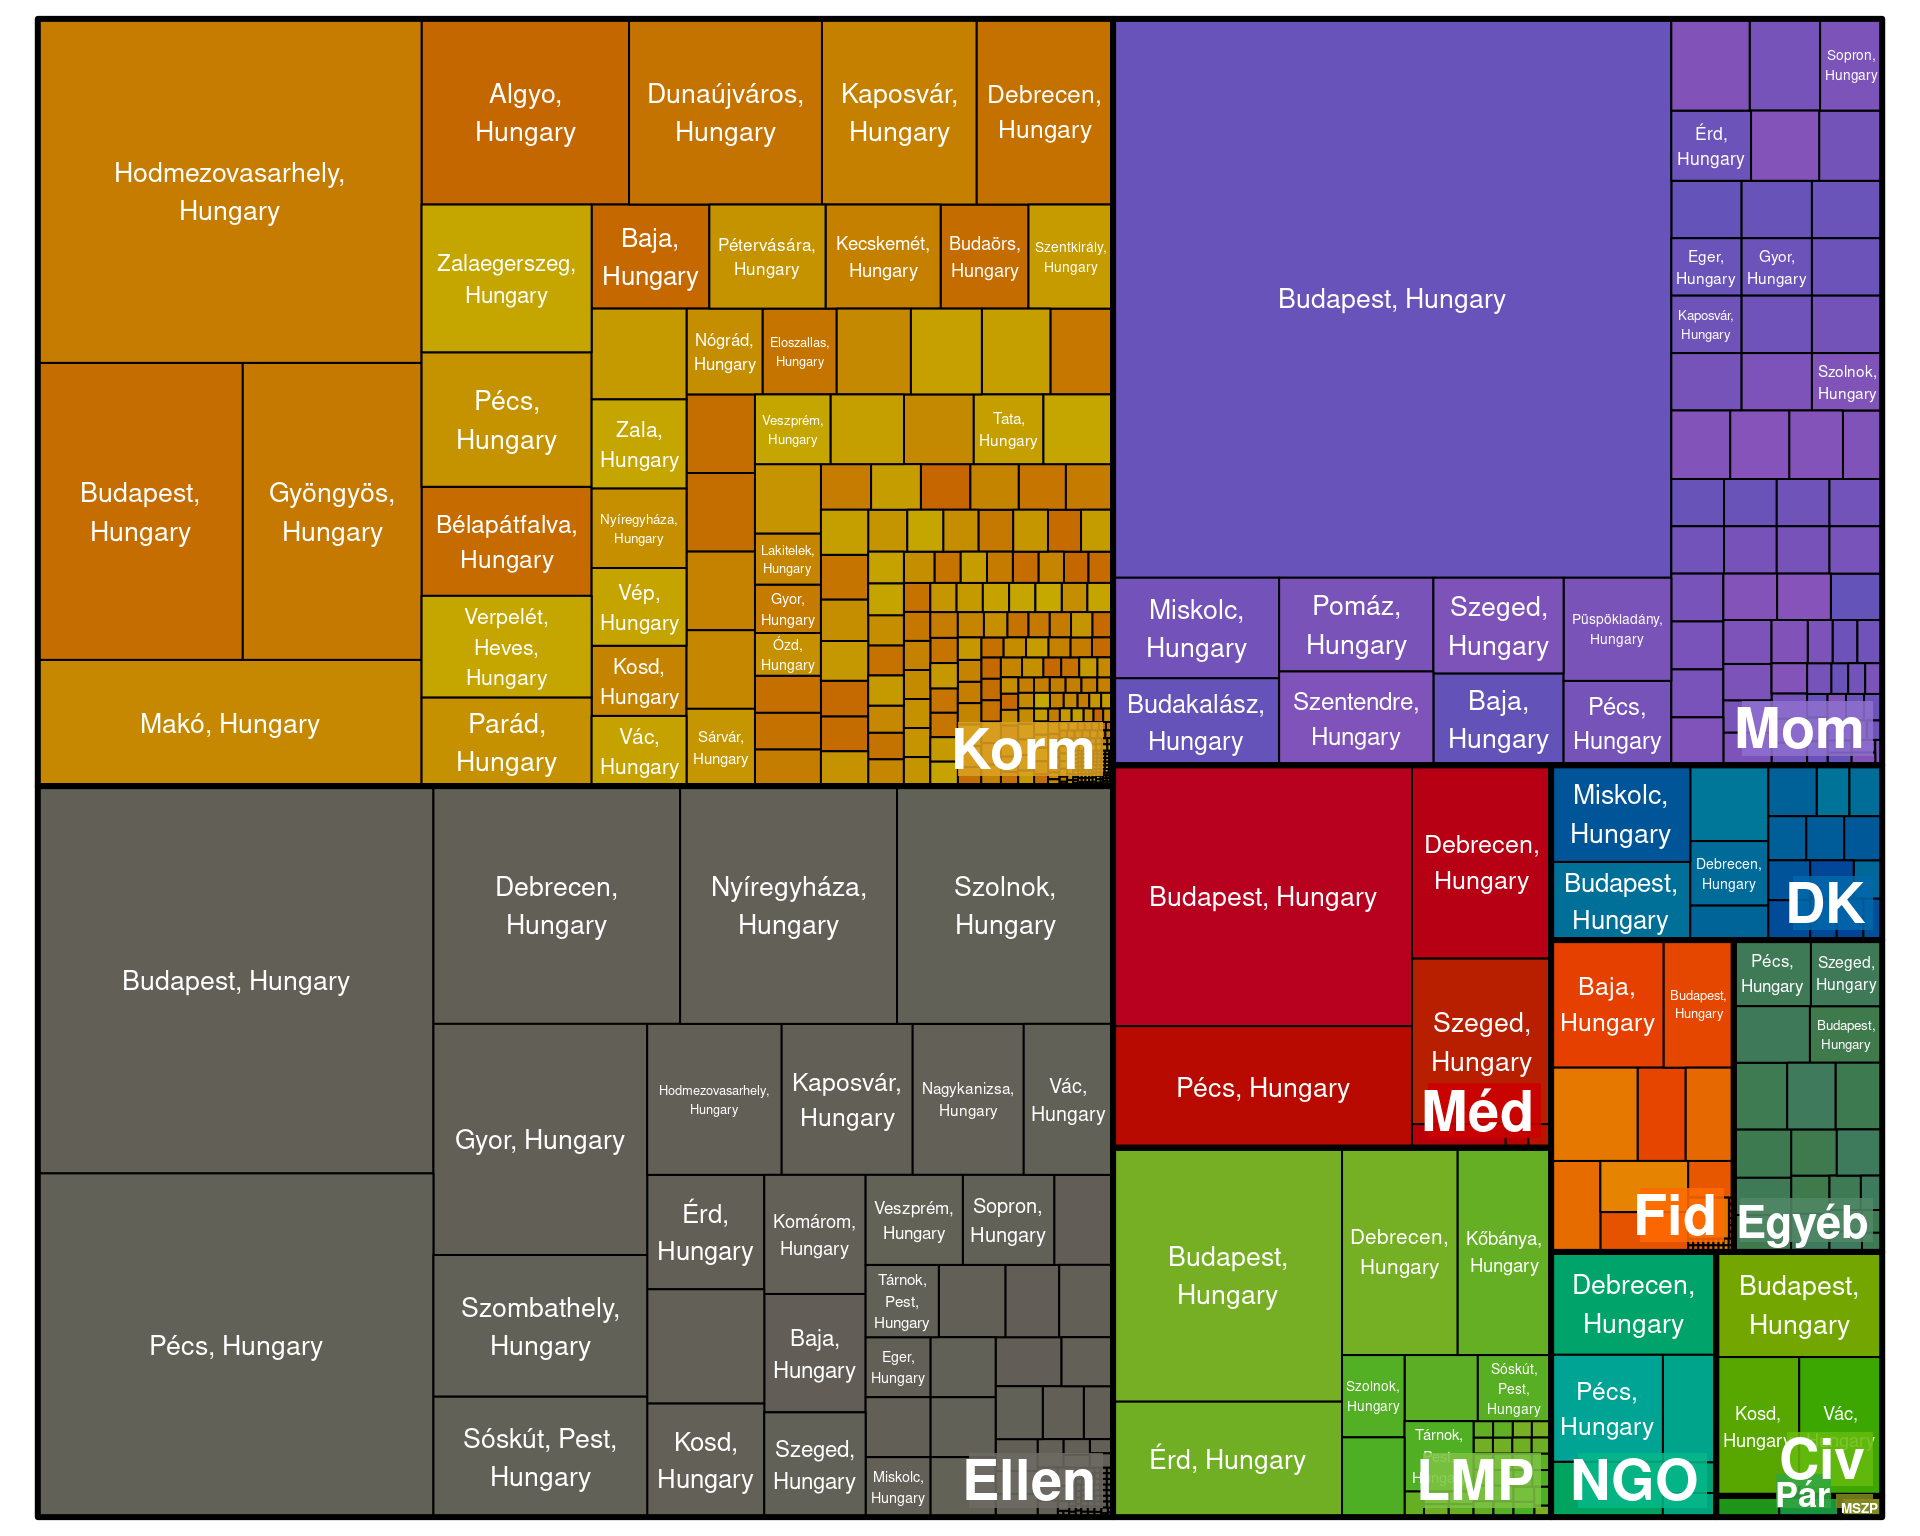 Hodmezovasarhely,
Hungary
Algyo,
Hungary
Dunaújváros,
Hungary
Kaposvár,
Hungary
Debrecen,
Hungary
Zalaegerszeg,
Hungary
Baja,
Hungary
Pétervására,
Hungary
Kecskemét,
Hungary
Budaörs,
Hungary
Szentkirály,
Hungary
Nógrád,
Hungary
Eloszallas,
Hungary
Budapest,
Hungary
Gyöngyös,
Hungary
Pécs,
Hungary
Zala,
Hungary
Veszprém,
Hungary
Tata,
Hungary
Bélapátfalva,
Hungary
Nyíregyháza,
Hungary
Lakitelek,
Hungary
Vép,
Hungary
Gyor,
Hungary
Verpelét,
Heves,
Hungary
Ózd,
Hungary
Kosd,
Hungary
Makó, Hungary
Parád,
Hungary
Vác,
Hungary
Sárvár,
Hungary
Korm
Budapest, Hungary
Sopron,
Hungary
Érd,
Hungary
Eger,
Hungary
Gyor,
Hungary
Kaposvár,
Hungary
Szolnok,
Hungary
Miskolc,
Hungary
Pomáz,
Hungary
Szeged,
Hungary
Püspökladány,
Hungary
Budakalász,
Hungary
Szentendre,
Hungary
Baja,
Hungary
Pécs,
Hungary
Mom
Budapest, Hungary
Debrecen,
Hungary
Nyíregyháza,
Hungary
Szolnok,
Hungary
Gyor, Hungary
Hodmezovasarhely,
Hungary
Kaposvár,
Hungary
Nagykanizsa,
Hungary
Vác,
Hungary
Pécs, Hungary
Érd,
Hungary
Komárom,
Hungary
Veszprém,
Hungary
Sopron,
Hungary
Szombathely,
Hungary
Tárnok,
Pest,
Hungary
Baja,
Hungary
Eger,
Hungary
Sóskút, Pest,
Hungary
Kosd,
Hungary
Szeged,
Hungary
Miskolc,
Hungary
Ellen
Budapest, Hungary
Debrecen,
Hungary
Pécs, Hungary
Szeged,
Hungary
Méd
Miskolc,
Hungary
Budapest,
Hungary
Debrecen,
Hungary
DK
Baja,
Hungary
Budapest,
Hungary
Fid
Pécs,
Hungary
Szeged,
Hungary
Budapest,
Hungary
Egyéb
Budapest,
Hungary
Debrecen,
Hungary
Kőbánya,
Hungary
Szolnok,
Hungary
Sóskút,
Pest,
Hungary
Érd, Hungary
Tárnok,
Pest,
Hungary
LMP
Debrecen,
Hungary
Pécs,
Hungary
NGO
Budapest,
Hungary
Kosd,
Hungary
Vác,
Hungary
Civ
Pár
MSZP